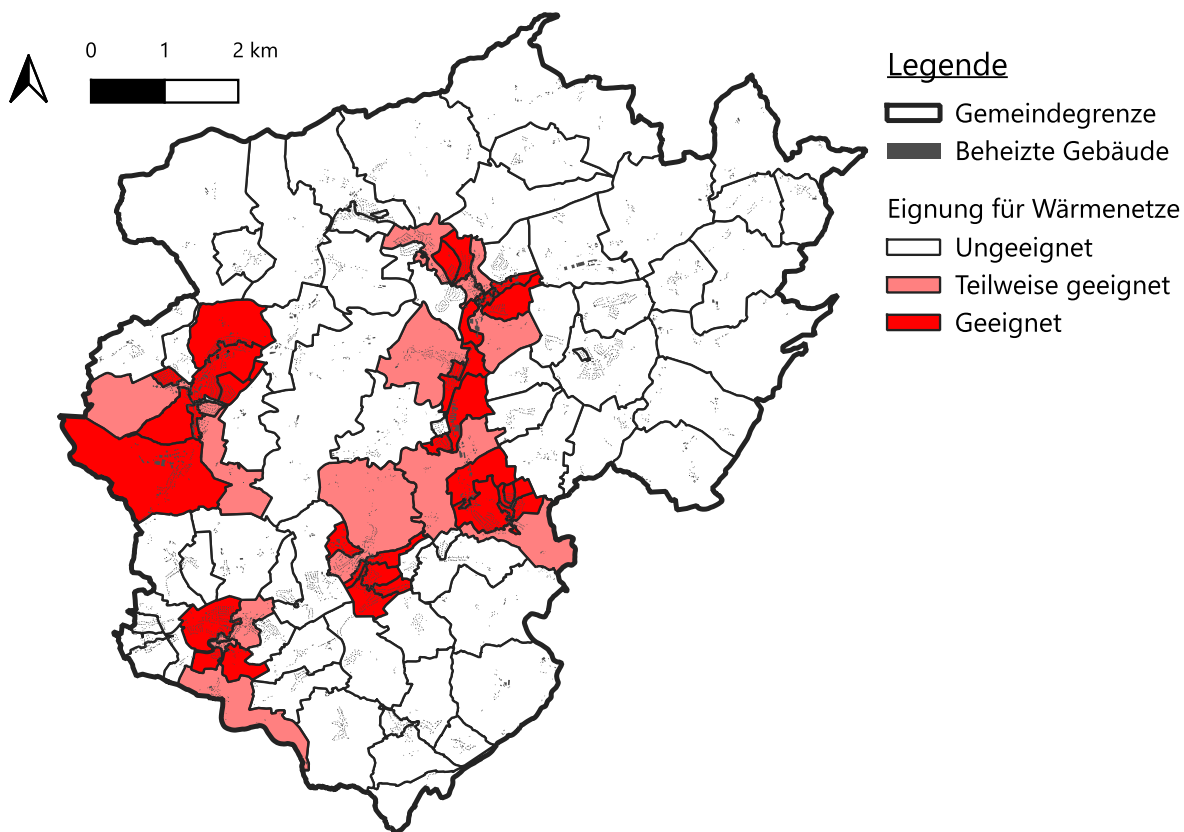 0 1 2 km
Legende
Gemeindegrenze
Beheizte Gebäude
Eignung für Wärmenetze
Ungeeignet
Teilweise geeignet
Geeignet